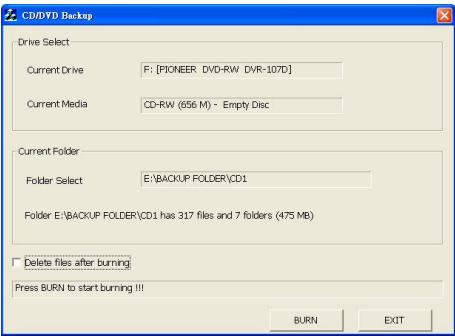 CD/DVD Backup
Drive Select
Current Drive F: [PIONEER DVD-RW DVR-107D]
Current Media CD-RW (656 M) - Empty Disc
Current Folder
Folder Select E:\BACKUP FOLDER\CD1
Folder E:\BACKUP FOLDER\CD1 has 317 files and 7 folders (475 MB)
Delete files after burning
Press BURN to start burning !!!
BURN EXIT